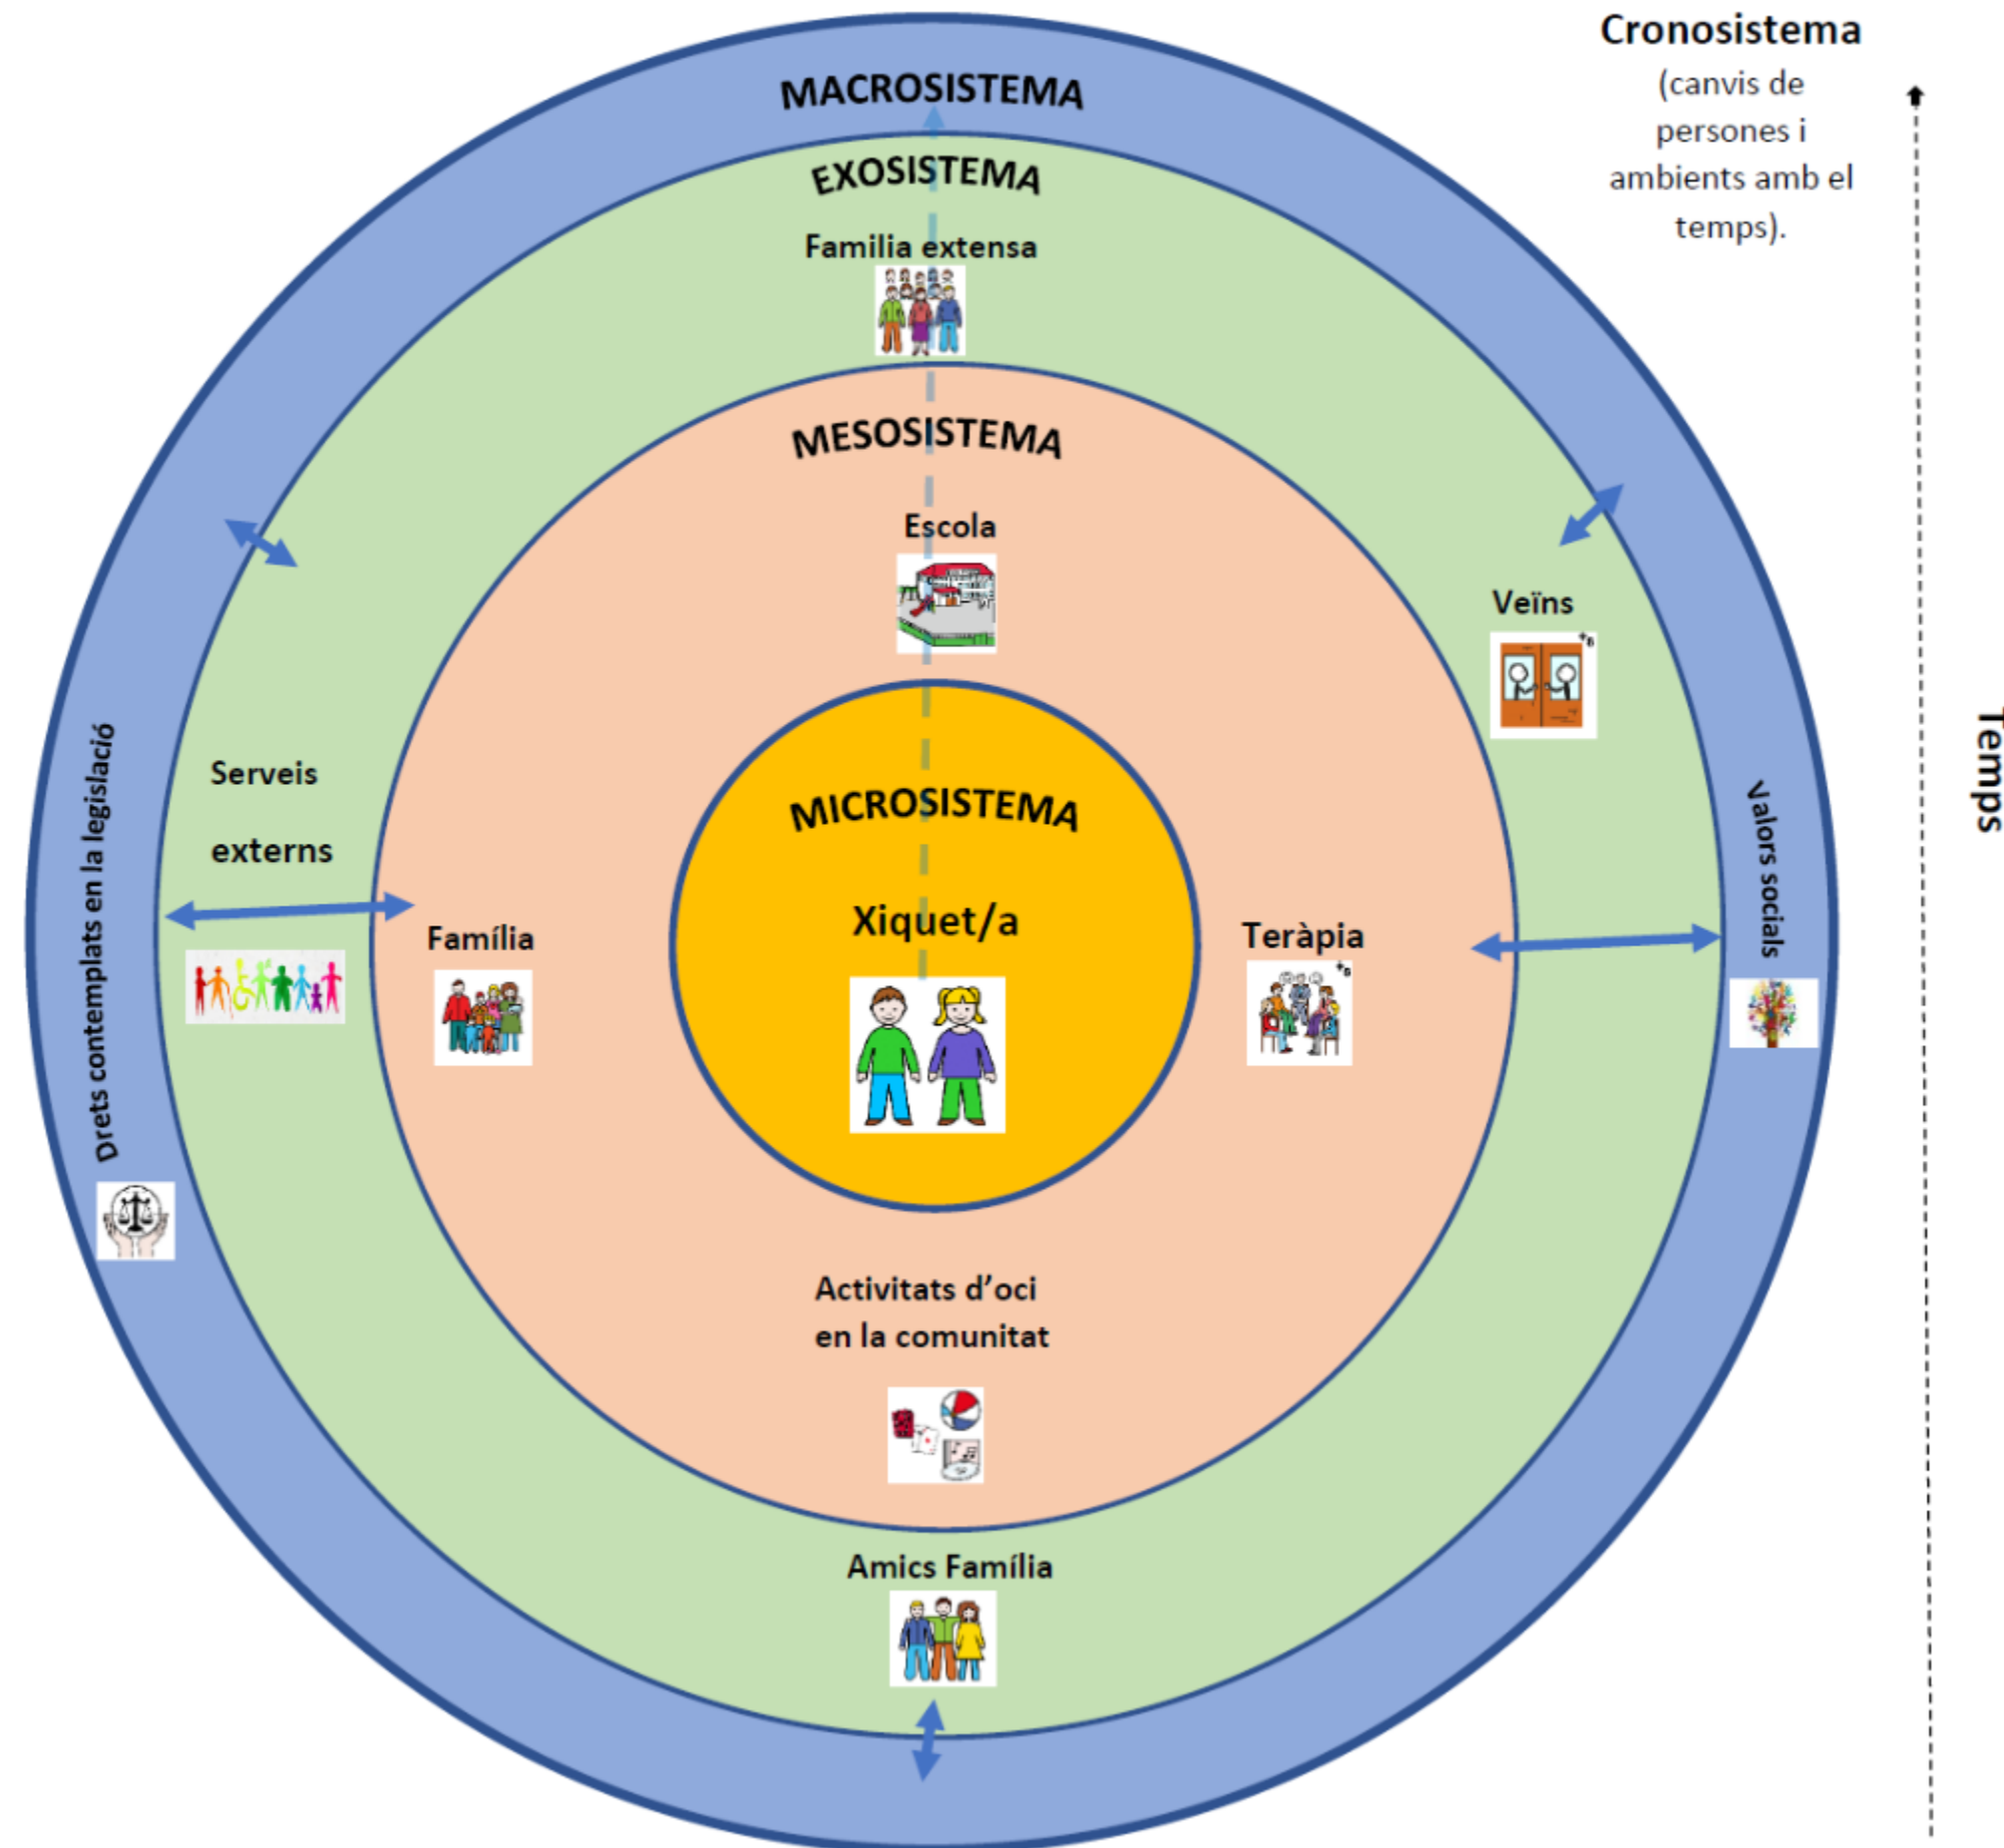 Cronosistema
(canvis de
persones i
ambients amb el
temps).
Temps
MACROSISTEMA
EXOSISTEMA
Familia extensa
MESOSISTEMA
Escola
Veïns
Serveis
externs
Drets contemplats en la legislació
Valors socials
MICROSISTEMA
Xiquet/a
Família
Teràpia
Activitats d’oci
en la comunitat
Amics Família